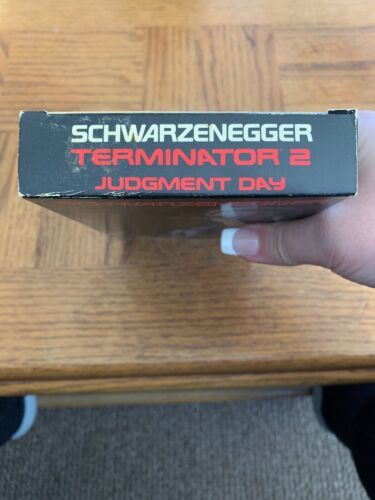 SCHWARZENEGGER
TERMINATOR 2
JUDGMENT DAY